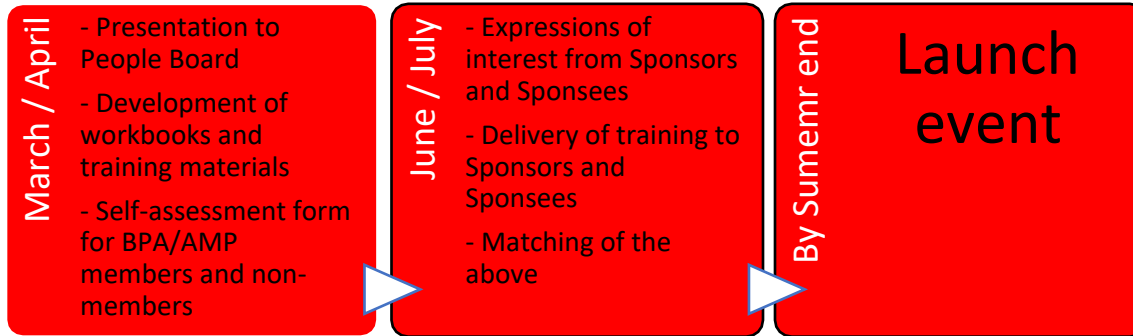 March / April
- Presentation to
People Board
- Development of
workbooks and
training materials
- Self-assessment form
for BPA/AMP
members and non-
members
June / July
- Expressions of
interest from Sponsors
and Sponsees
- Delivery of training to
Sponsors and
Sponsees
- Matching of the
above
By Sumemr end
Launch
event